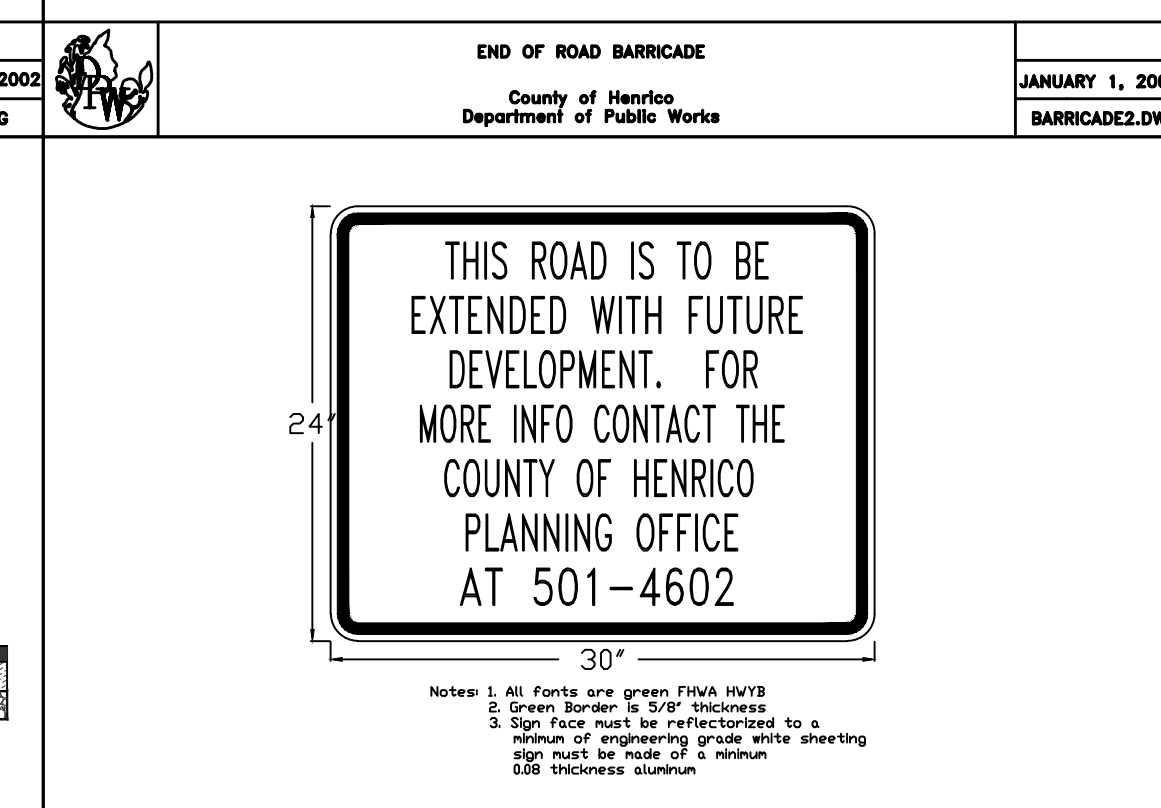 END OF ROAD BARRICADE
County of Henrico
Department of Public Works
2002
G
DPW
JANUARY 1, 200
BARRICADE2.DW
THIS ROAD IS TO BE
EXTENDED WITH FUTURE
DEVELOPMENT. FOR
MORE INFO CONTACT THE
COUNTY OF HENRICO
PLANNING OFFICE
AT 501-4602
24"
30"
Notes: 1. All fonts are green FHWA HWYB
2. Green Border is 5/8" thickness
3. Sign face must be reflectorized to a
minimum of engineering grade white sheeting
sign must be made of a minimum
0.08 thickness aluminum